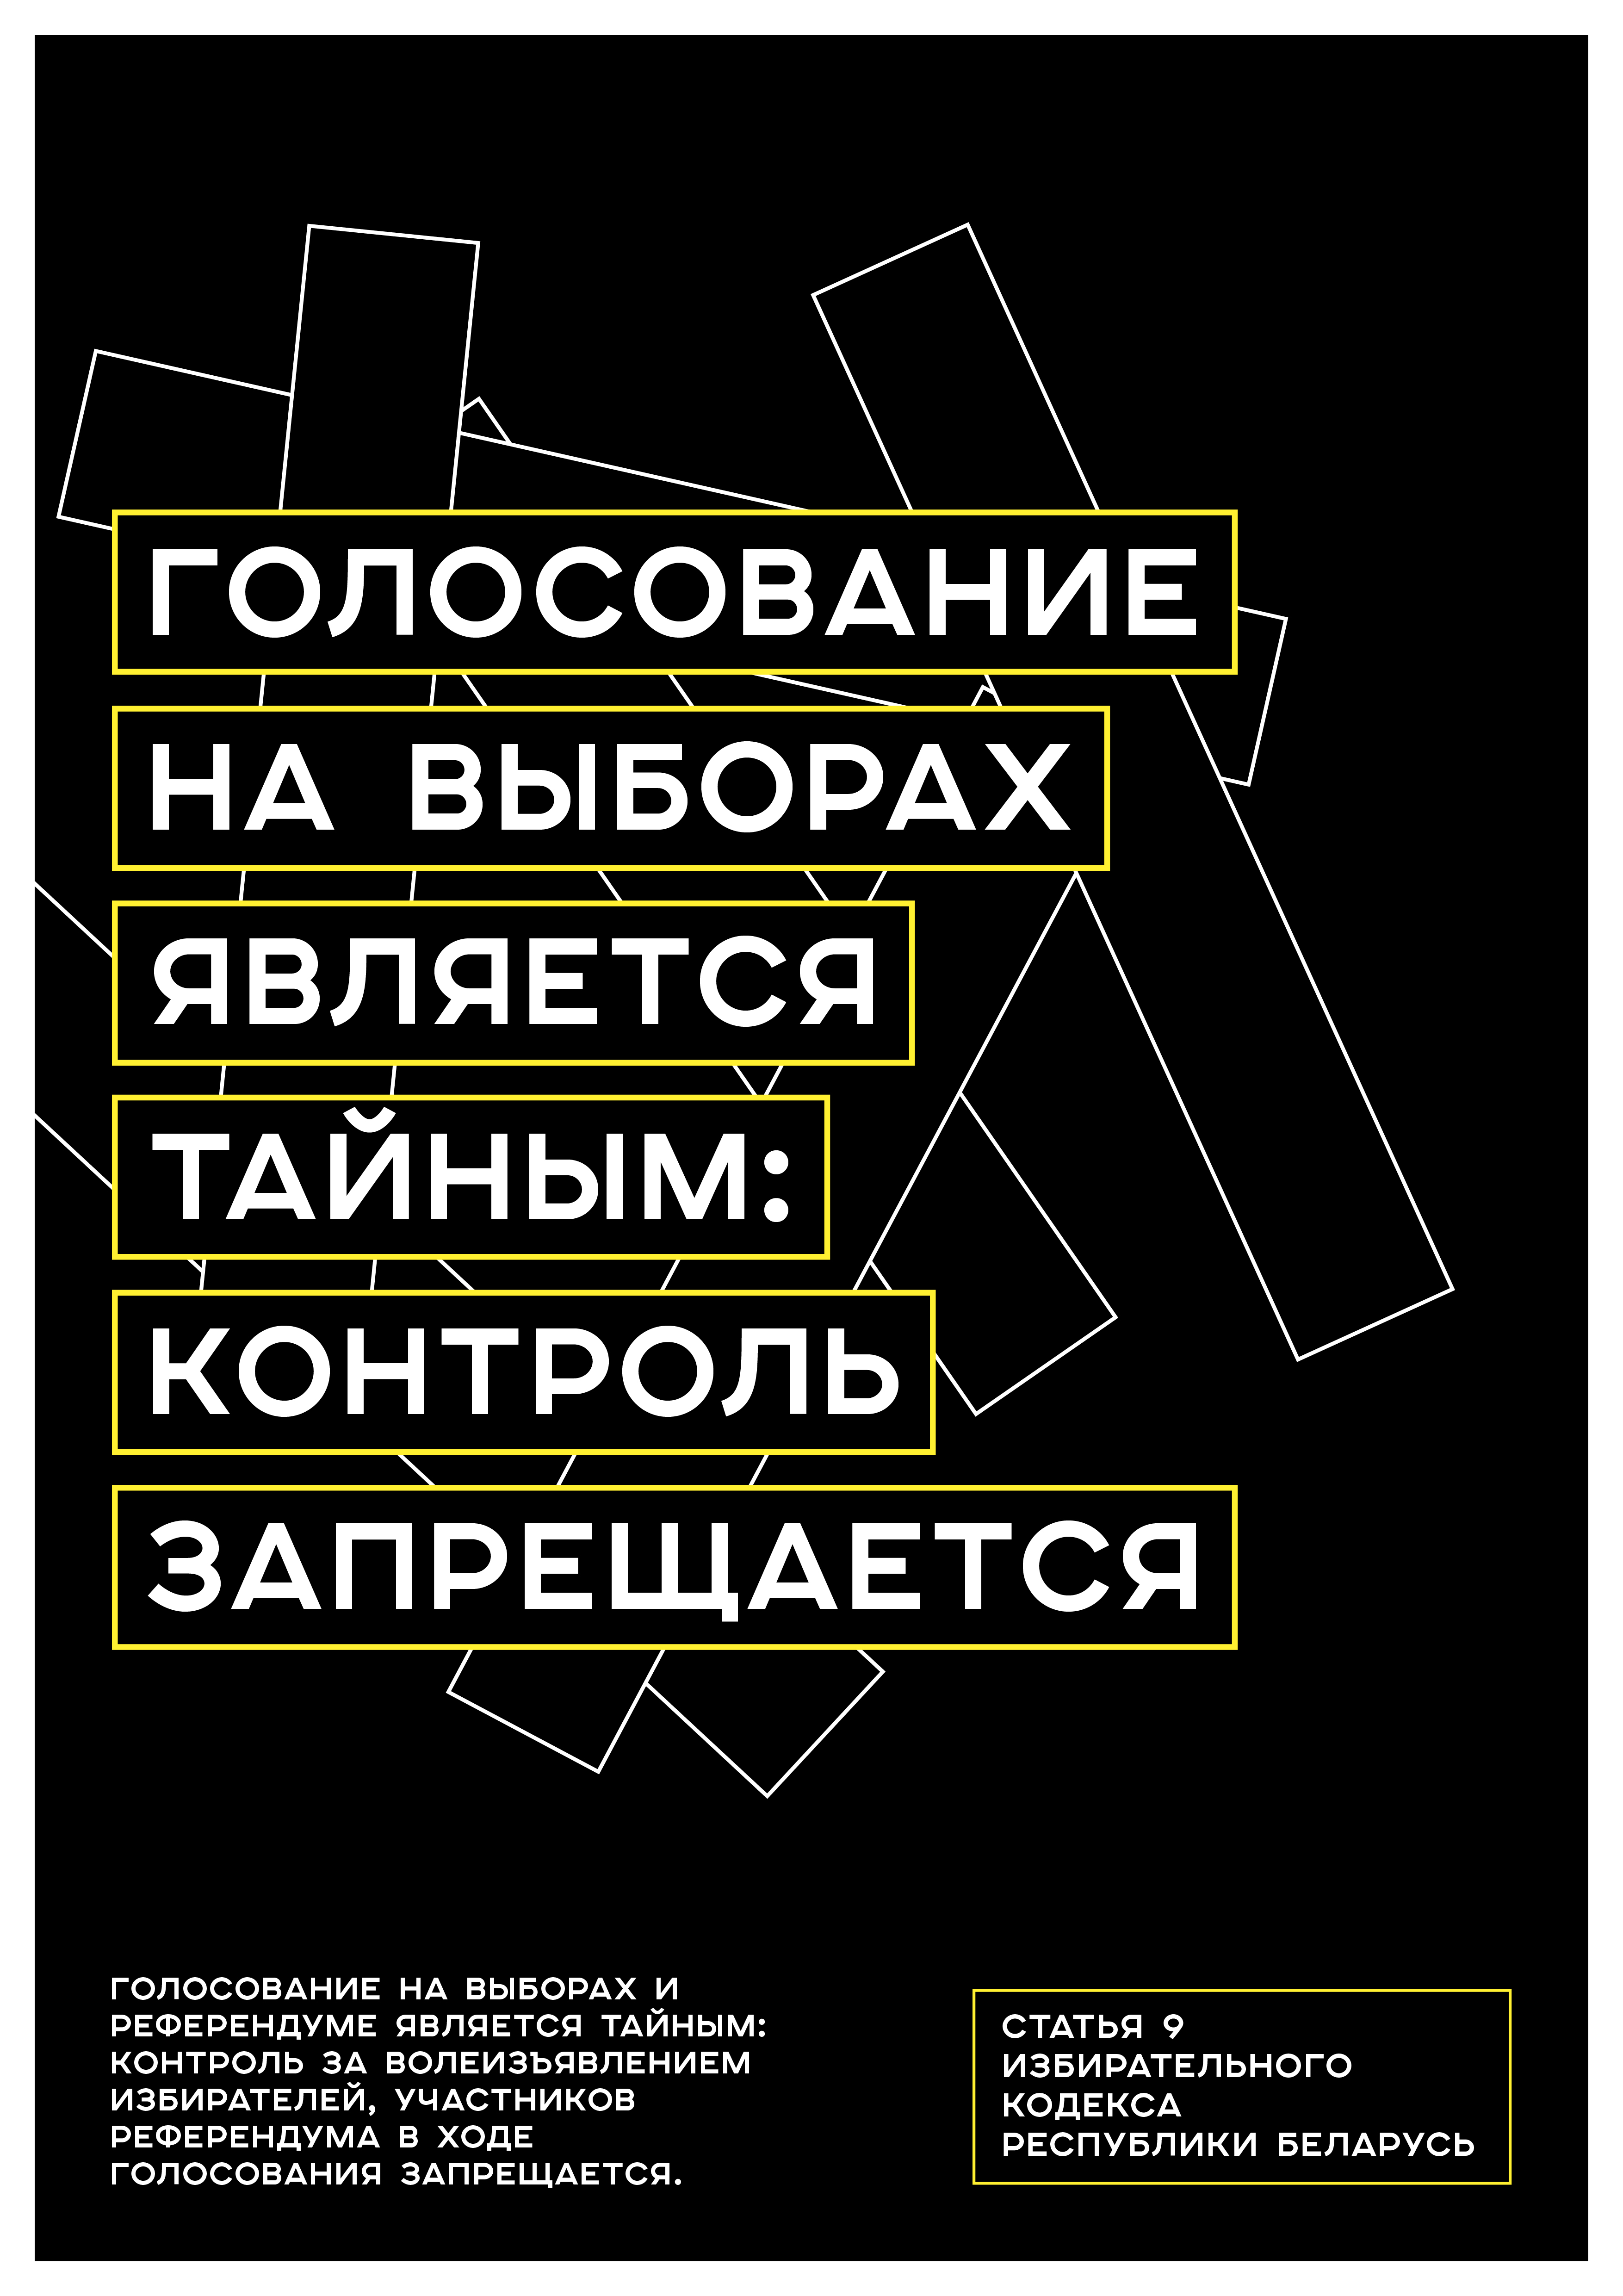 ГОЛОСОВАНИЕ
НА ВЫБОРАХ
ЯВЛЯЕТСЯ
ТАЙНЫМ:
КОНТРОЛЬ
ЗАПРЕЩАЕТСЯ
ГОЛОСОВАНИЕ НА ВЫБОРАХ И
РЕФЕРЕНДУМЕ ЯВЛЯЕТСЯ ТАЙНЫМ:
КОНТРОЛЬ ЗА ВОЛЕИЗЪЯВЛЕНИЕМ
ИЗБИРАТЕЛЕЙ, УЧАСТНИКОВ
РЕФЕРЕНДУМА В ХОДЕ
ГОЛОСОВАНИЯ ЗАПРЕЩАЕТСЯ.
СТАТЬЯ 9
ИЗБИРАТЕЛЬНОГО
КОДЕКСА
РЕСПУБЛИКИ БЕЛАРУСЬ